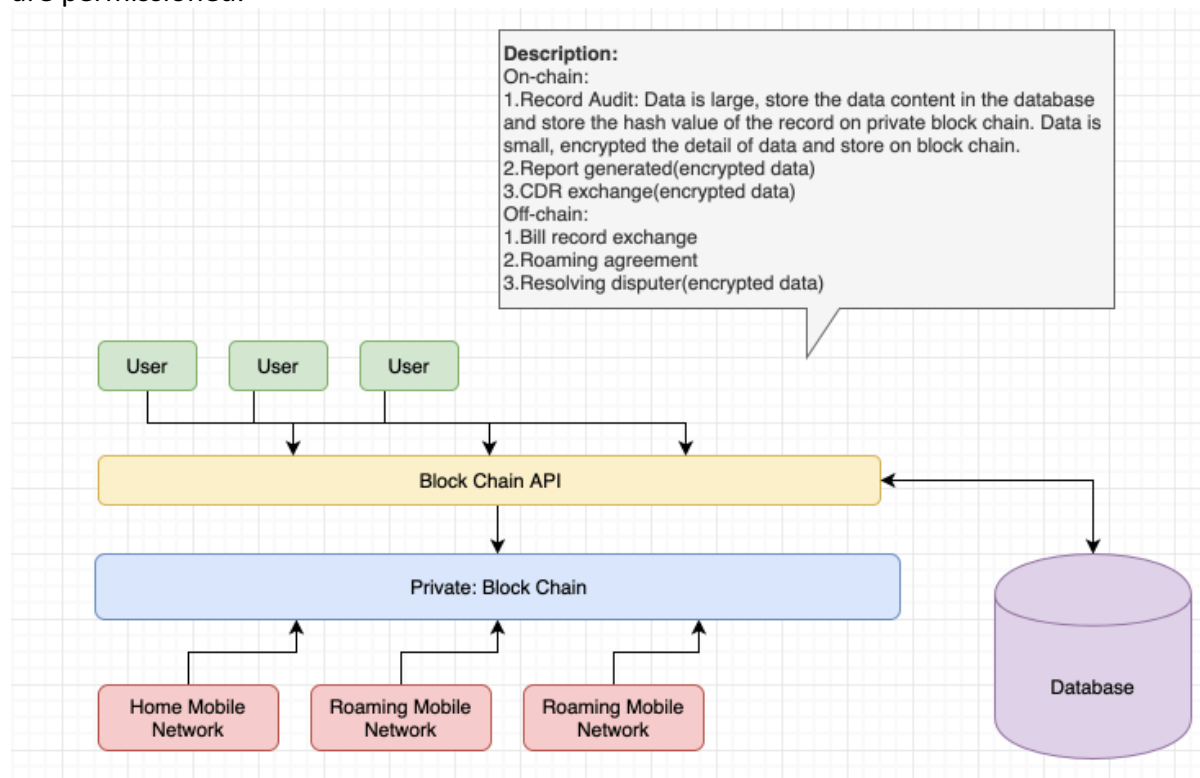 are permissioned.
Description:
On-chain:
1.Record Audit: Data is large, store the data content in the database
and store the hash value of the record on private block chain. Data is
small, encrypted the detail of data and store on block chain.
2.Report generated(encrypted data)
3.CDR exchange(encrypted data)
Off-chain:
1.Bill record exchange
2.Roaming agreement
3.Resolving disputer(encrypted data)
User
User
User
Block Chain API
Private: Block Chain
Home Mobile
Network
Roaming Mobile
Network
Roaming Mobile
Network
Database